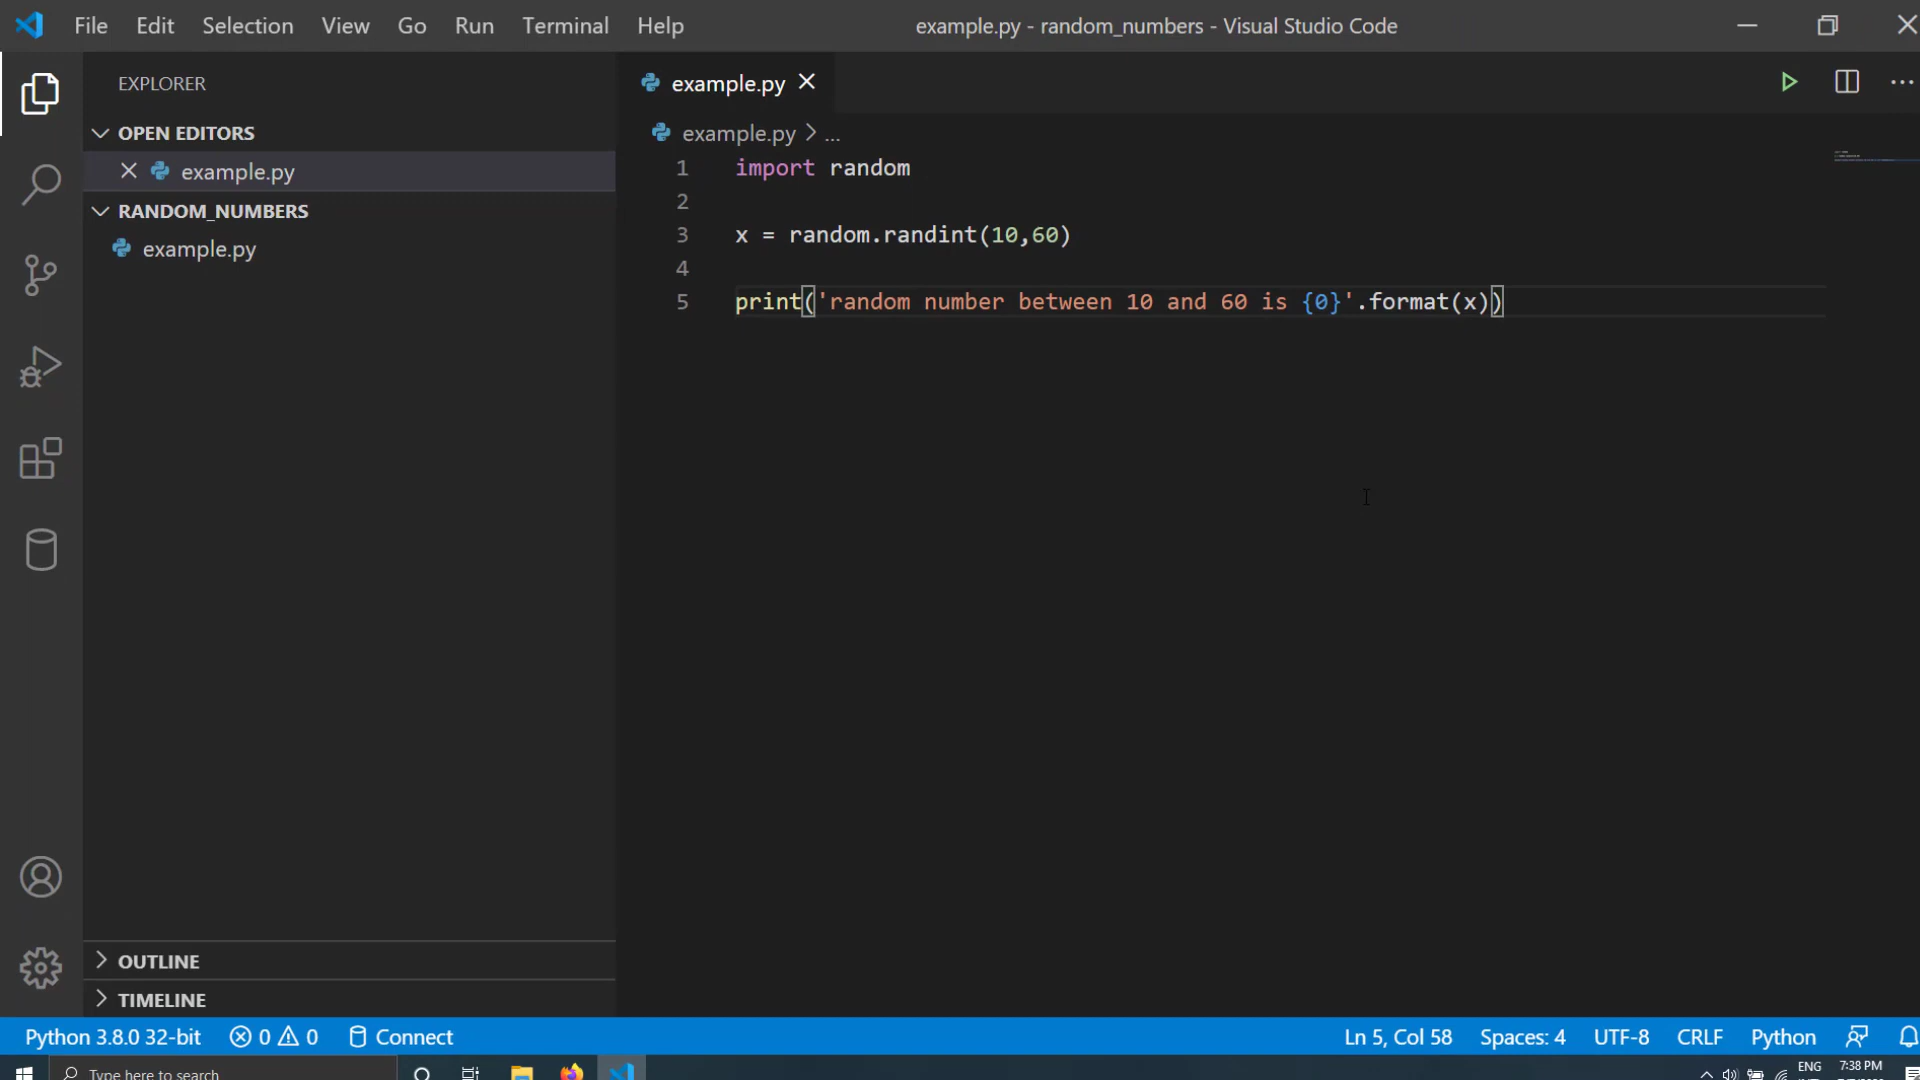 File Edit Selection View Go Run Terminal Help example.py - random_numbers - Visual Studio Code
EXPLORER
OPEN EDITORS
example.py
RANDOM_NUMBERS
example.py
OUTLINE
TIMELINE
example.py
example.py > ...
1 import random
2
3 x = random.randint(10,60)
4
5 print('random number between 10 and 60 is {0}'.format(x))
Python 3.8.0 32-bit 0 0 Connect Ln 5, Col 58 Spaces: 4 UTF-8 CRLF Python
Type here to search ENG 7:38 PM